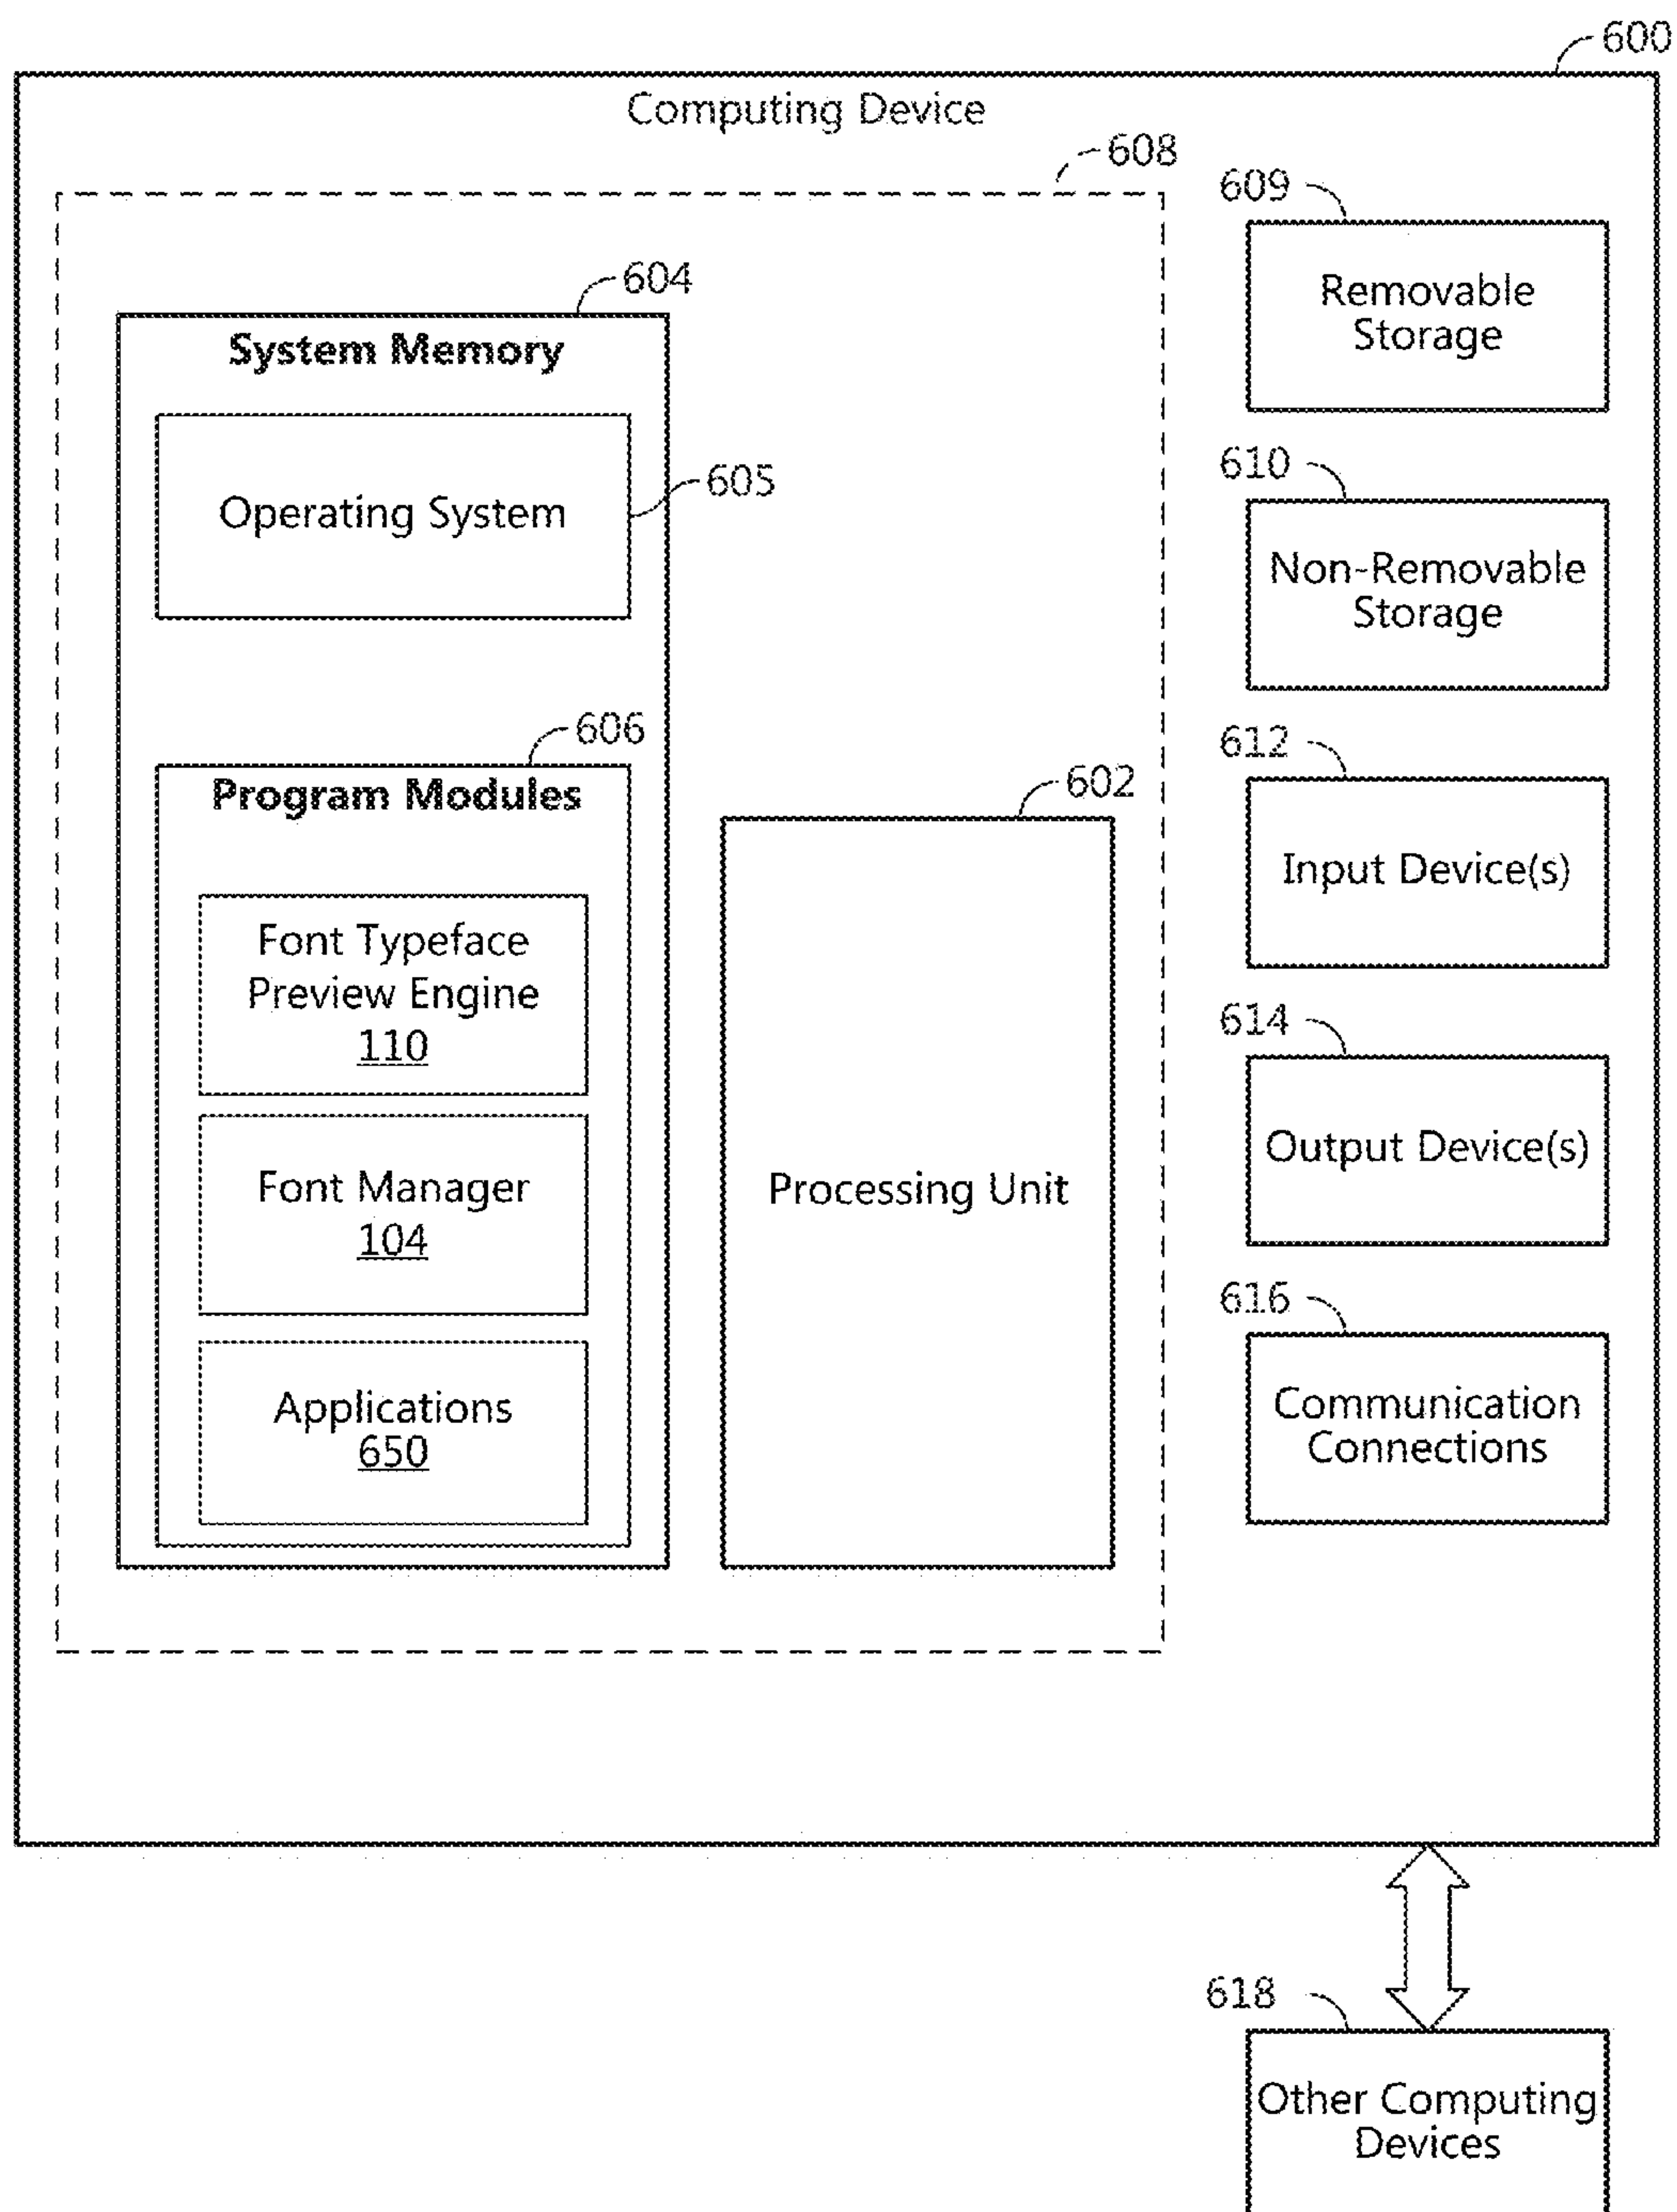 600
Computing Device
608
609
Removable
Storage
604
System Memory
605
Operating System
610
Non-Removable
Storage
606
Program Modules
612
Input Device(s)
602
Font Typeface
Preview Engine
110
Processing Unit
614
Output Device(s)
Font Manager
104
616
Communication
Connections
Applications
650
618
Other Computing
Devices